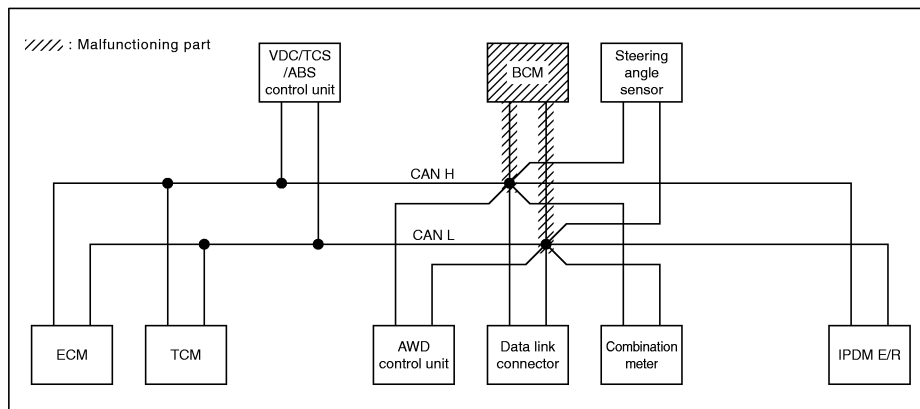 : Malfunctioning part
VDC/TCS
/ABS
control unit
BCM
Steering
angle
sensor
CAN H
CAN L
ECM
TCM
AWD
control unit
Data link
connector
Combination
meter
IPDM E/R